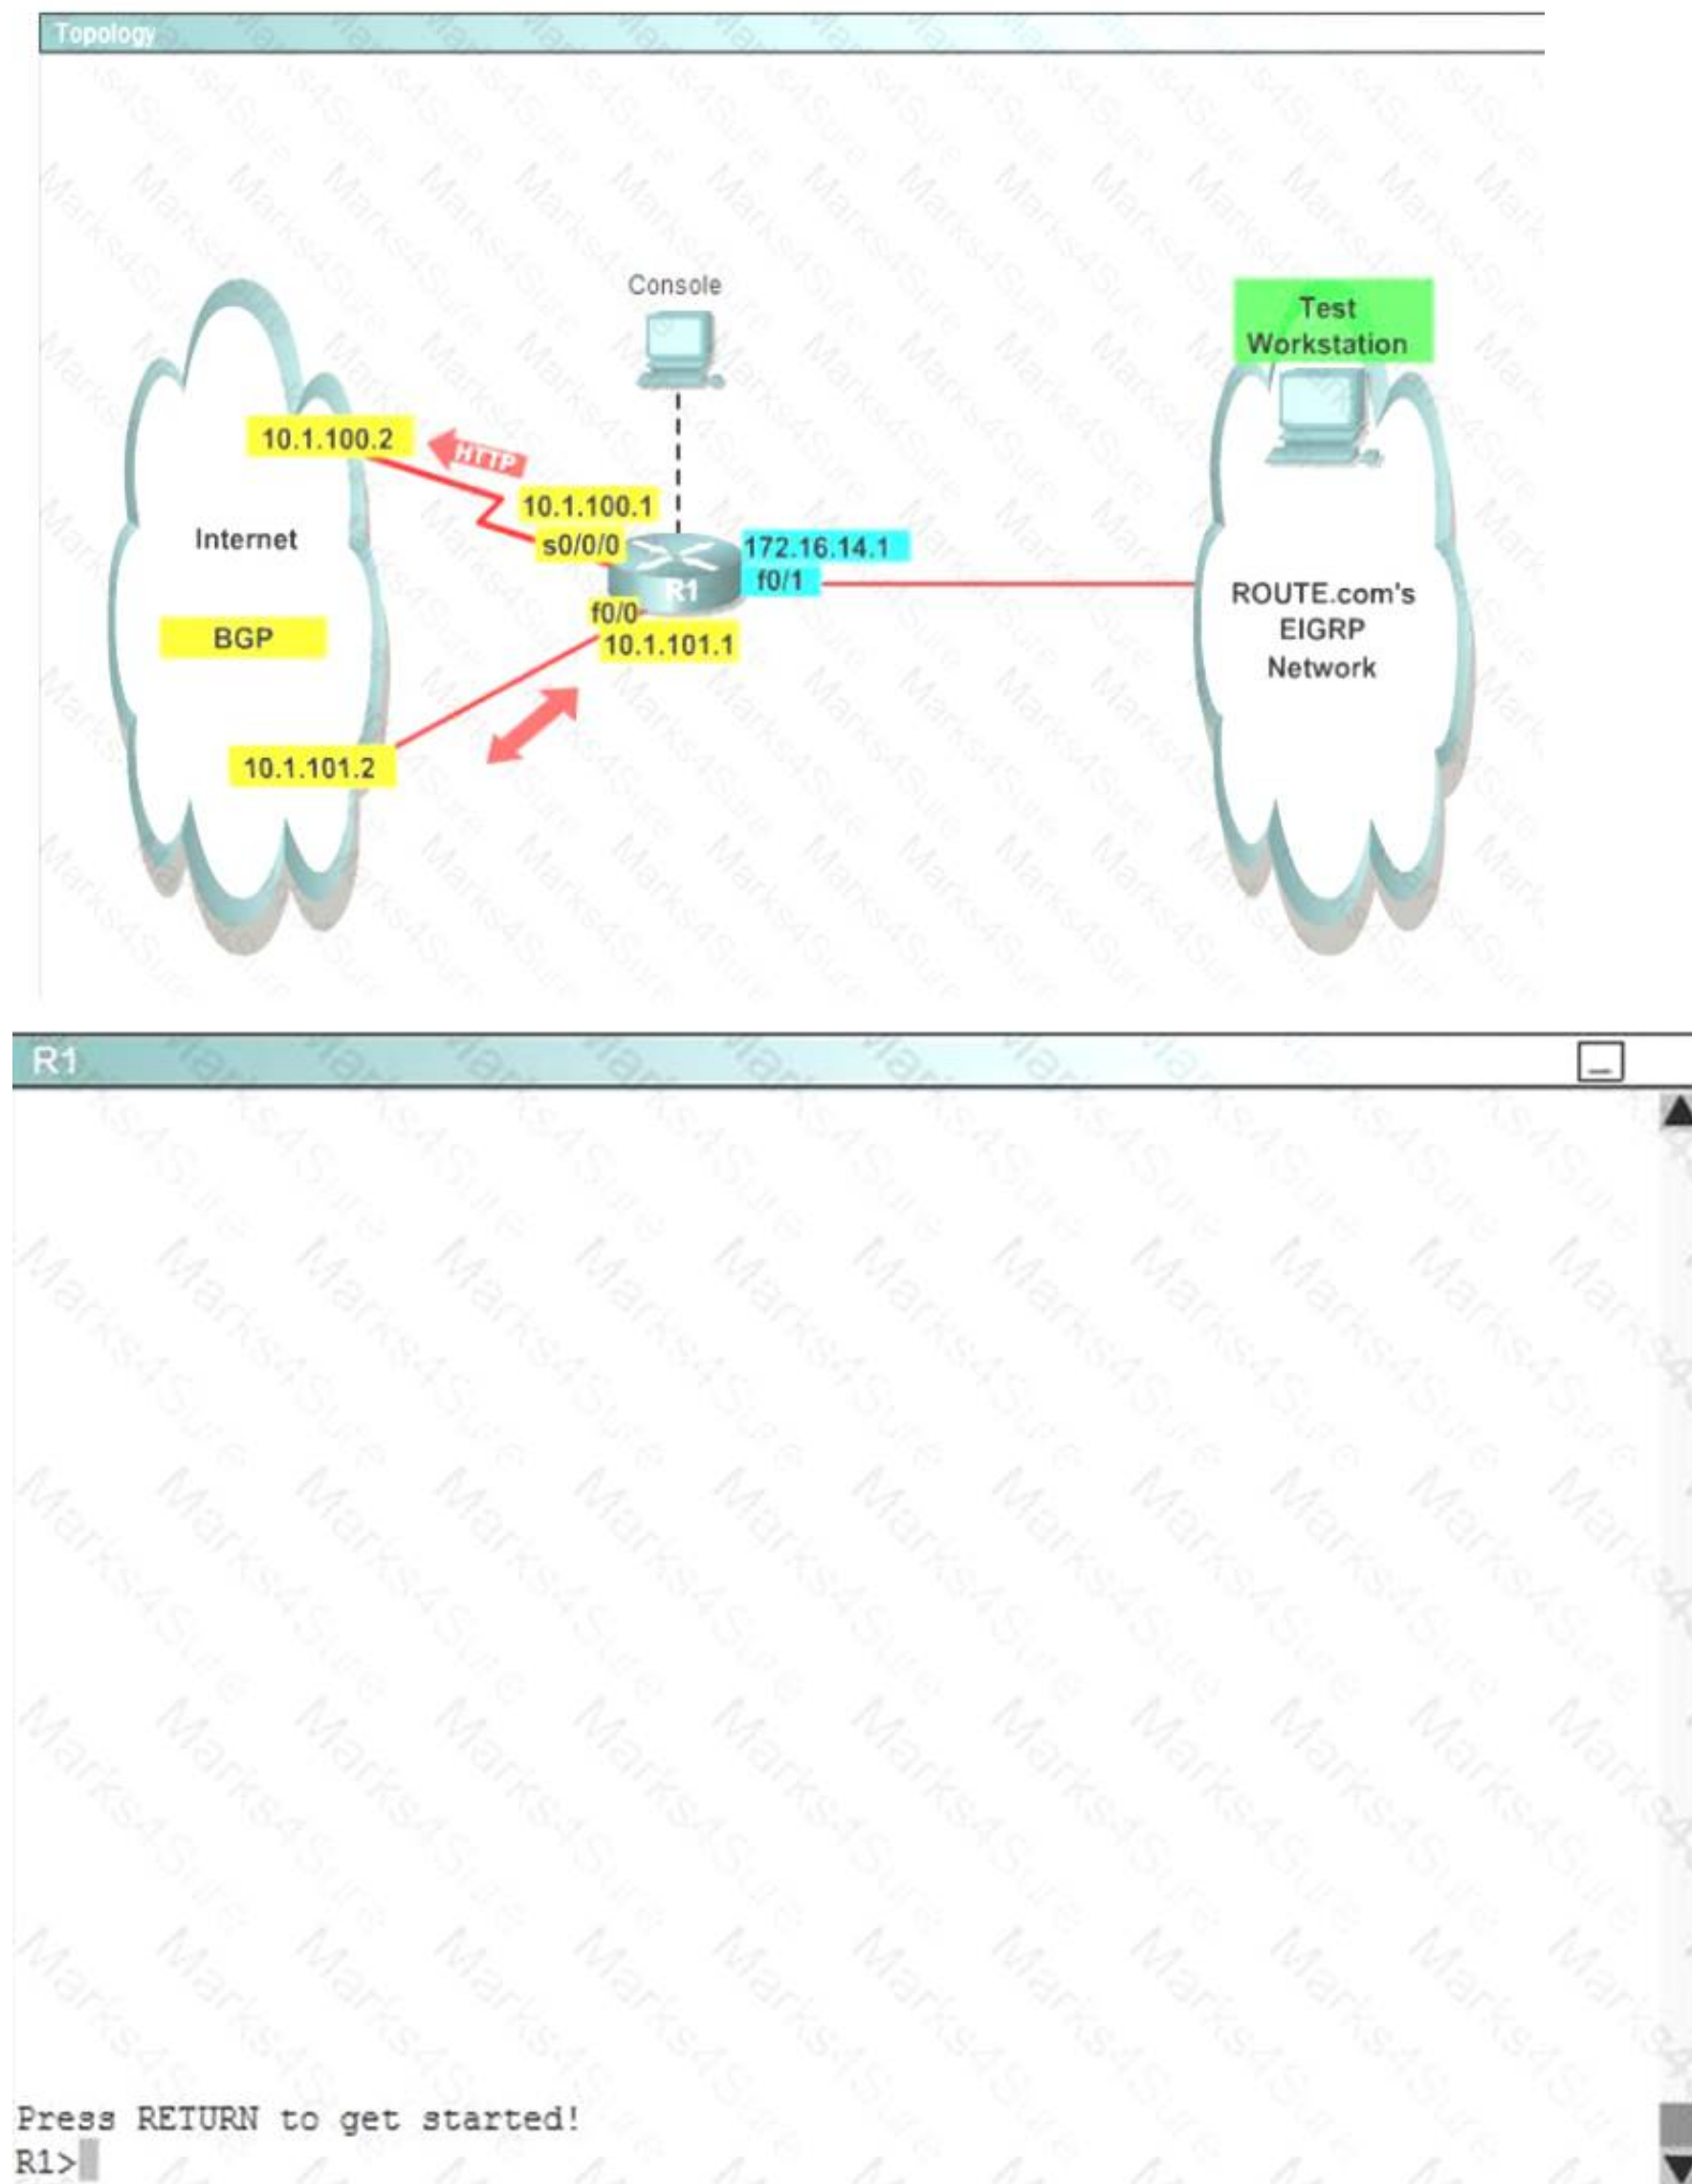 Topology
Console
Test
Workstation
10.1.100.2
HTTP
10.1.100.1
s0/0/0
172.16.14.1
f0/1
R1
f0/0
10.1.101.1
Internet
BGP
10.1.101.2
ROUTE.com's
EIGRP
Network
R1
Press RETURN to get started!
R1>
Marks4Sure